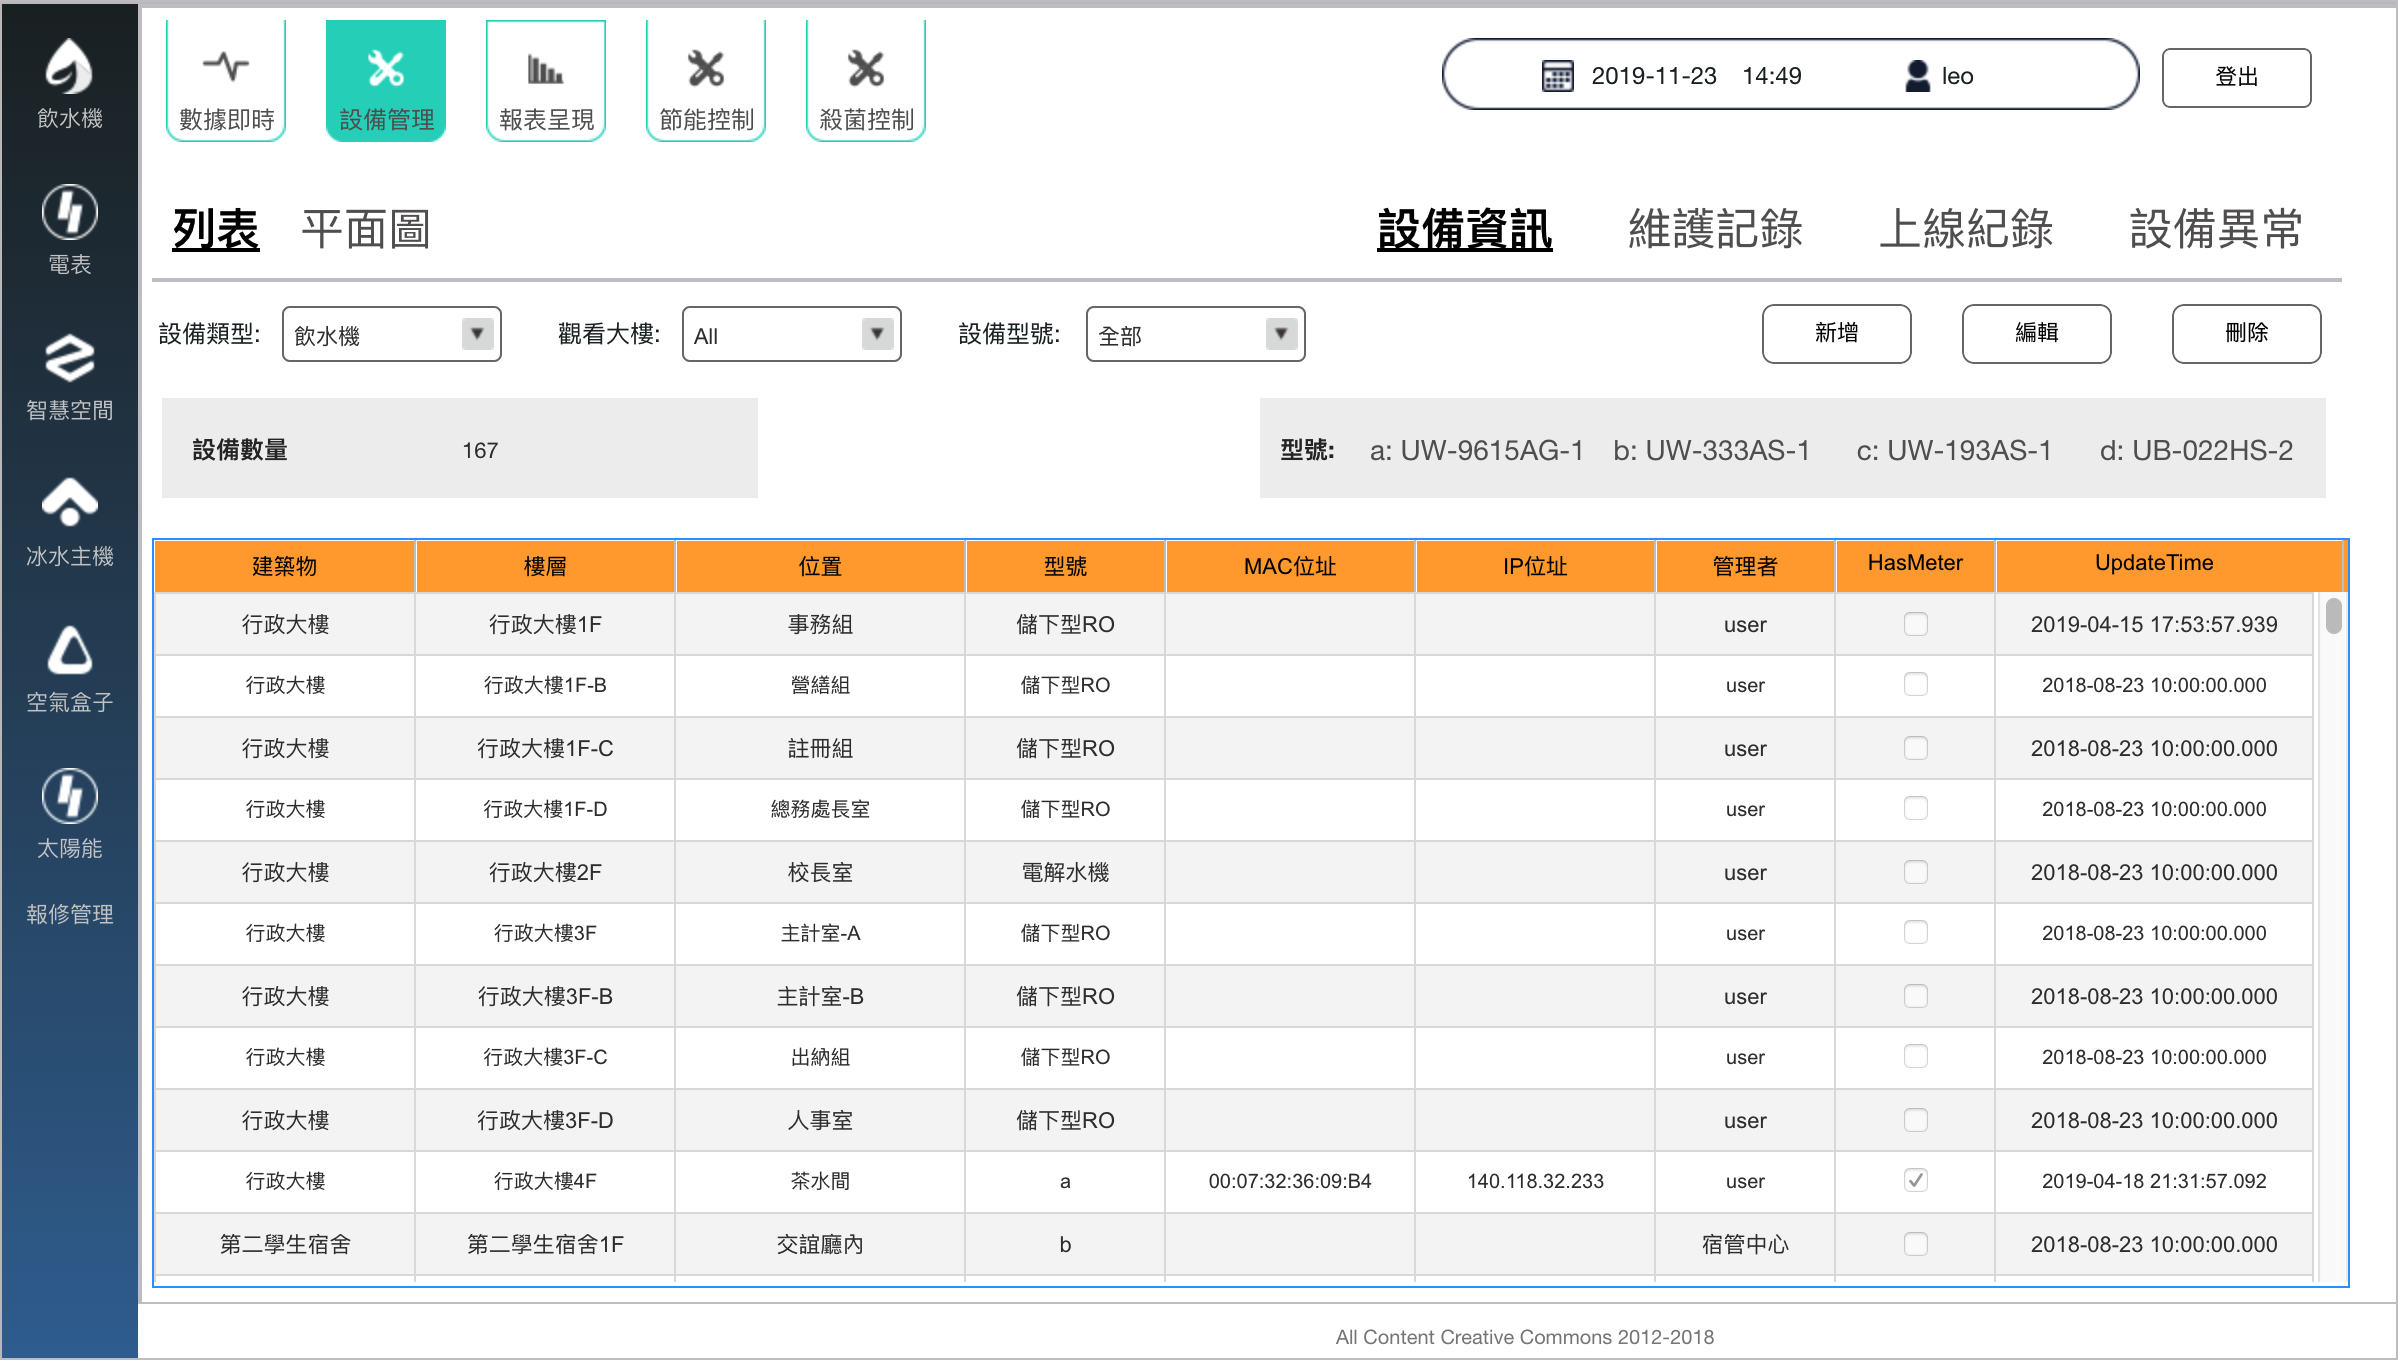 飲水機
電表
智慧空間
冰水主機
空氣盒子
太陽能
報修管理
數據即時 設備管理 報表呈現 節能控制 殺菌控制
2019-11-23 14:49 leo 登出
列表 平面圖 設備資訊 維護記錄 上線紀錄 設備異常
設備類型: 飲水機 觀看大樓: All 設備型號: 全部 新增 編輯 刪除
設備數量 167 型號: a: UW-9615AG-1 b: UW-333AS-1 c: UW-193AS-1 d: UB-022HS-2
建築物 樓層 位置 型號 MAC位址 IP位址 管理者 HasMeter UpdateTime
行政大樓 行政大樓1F 事務組 儲下型RO user 2019-04-15 17:53:57.939
行政大樓 行政大樓1F-B 營繕組 儲下型RO user 2018-08-23 10:00:00.000
行政大樓 行政大樓1F-C 註冊組 儲下型RO user 2018-08-23 10:00:00.000
行政大樓 行政大樓1F-D 總務處長室 儲下型RO user 2018-08-23 10:00:00.000
行政大樓 行政大樓2F 校長室 電解水機 user 2018-08-23 10:00:00.000
行政大樓 行政大樓3F 主計室-A 儲下型RO user 2018-08-23 10:00:00.000
行政大樓 行政大樓3F-B 主計室-B 儲下型RO user 2018-08-23 10:00:00.000
行政大樓 行政大樓3F-C 出納組 儲下型RO user 2018-08-23 10:00:00.000
行政大樓 行政大樓3F-D 人事室 儲下型RO user 2018-08-23 10:00:00.000
行政大樓 行政大樓4F 茶水間 a 00:07:32:36:09:B4 140.118.32.233 user 2019-04-18 21:31:57.092
第二學生宿舍 第二學生宿舍1F 交誼廳內 b 宿管中心 2018-08-23 10:00:00.000
All Content Creative Commons 2012-2018